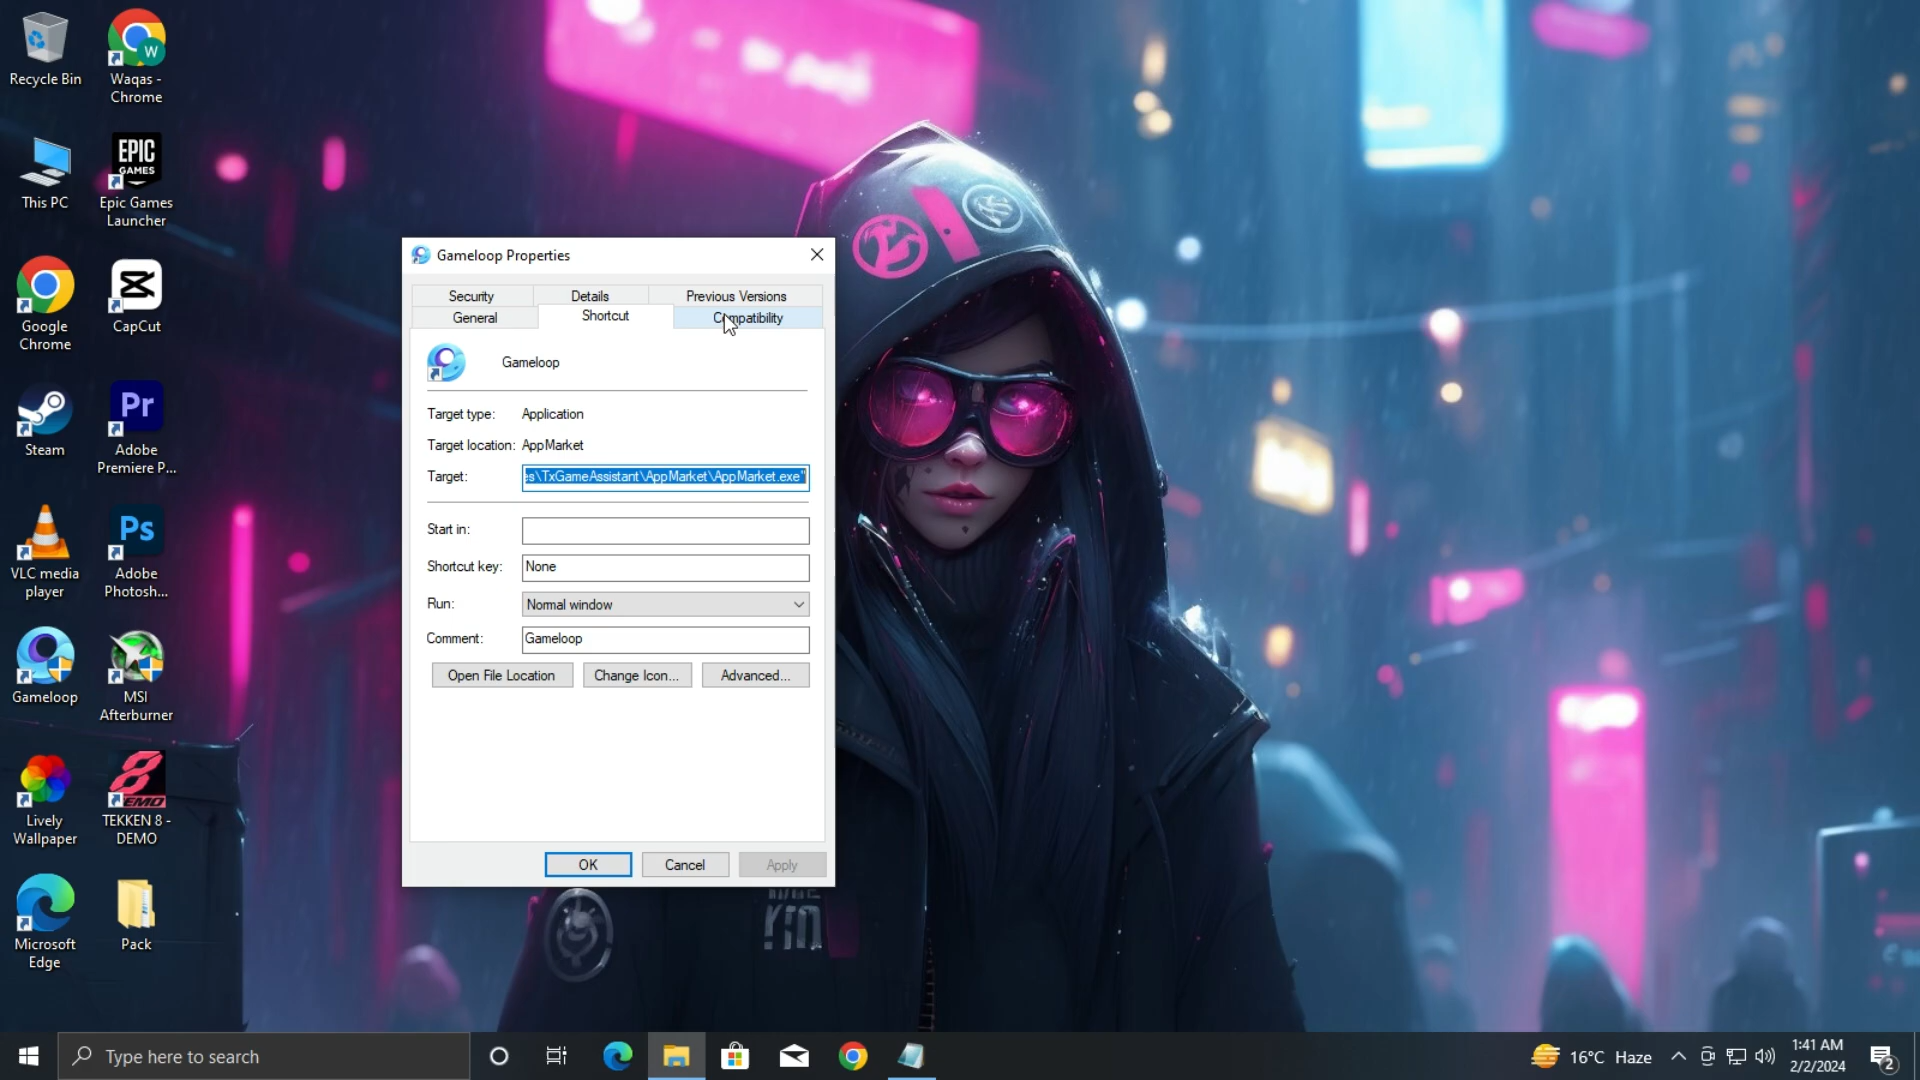 Recycle Bin
Waqas -
Chrome
This PC
EPIC
GAMES
Epic Games
Launcher
Google
Chrome
CapCut
Steam
Pr
Adobe
Premiere P...
VLC media
player
Ps
Adobe
Photosh...
Gameloop
MSI
Afterburner
Lively
Wallpaper
TEKKEN 8 -
DEMO
Microsoft
Edge
Pack
Gameloop Properties
Security
Details
Previous Versions
General
Shortcut
Compatibility
Gameloop
Target type: Application
Target location: AppMarket
Target: es\TxGameAssistant\AppMarket\AppMarket.exe"
Start in:
Shortcut key: None
Run: Normal window
Comment: Gameloop
Open File Location
Change Icon...
Advanced...
OK
Cancel
Apply
Type here to search
16°C Haze
1:41 AM
2/2/2024
2